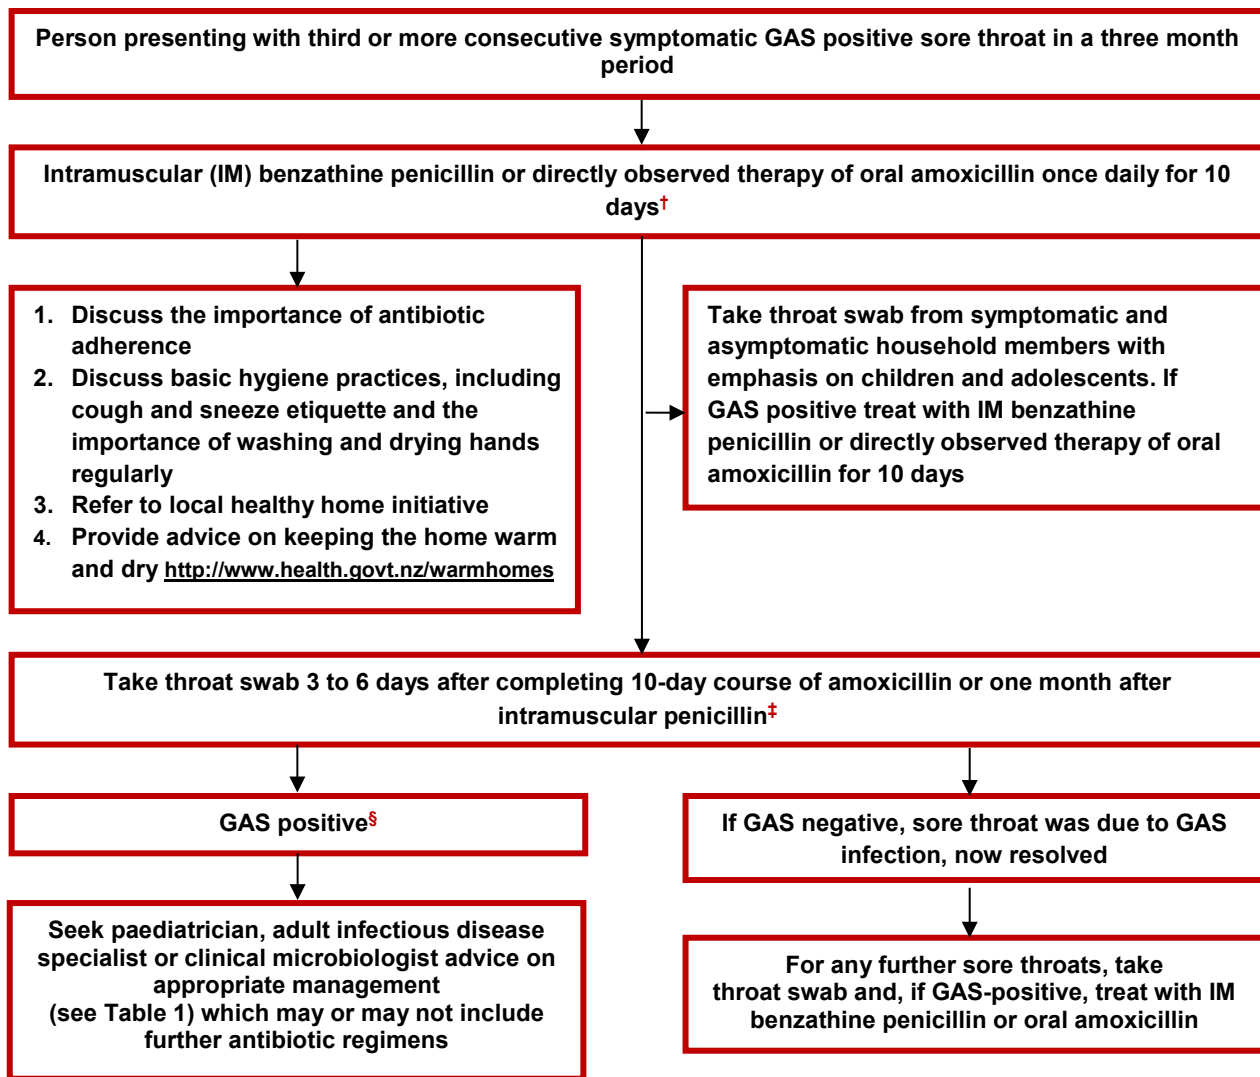 Person presenting with third or more consecutive symptomatic GAS positive sore throat in a three month
period
Intramuscular (IM) benzathine penicillin or directly observed therapy of oral amoxicillin once daily for 10
days†
1. Discuss the importance of antibiotic
adherence
2. Discuss basic hygiene practices, including
cough and sneeze etiquette and the
importance of washing and drying hands
regularly
3. Refer to local healthy home initiative
4. Provide advice on keeping the home warm
and dry http://www.health.govt.nz/warmhomes
Take throat swab from symptomatic and
asymptomatic household members with
emphasis on children and adolescents. If
GAS positive treat with IM benzathine
penicillin or directly observed therapy of oral
amoxicillin for 10 days
Take throat swab 3 to 6 days after completing 10-day course of amoxicillin or one month after
intramuscular penicillin‡
GAS positive§
If GAS negative, sore throat was due to GAS
infection, now resolved
Seek paediatrician, adult infectious disease
specialist or clinical microbiologist advice on
appropriate management
(see Table 1) which may or may not include
further antibiotic regimens
For any further sore throats, take
throat swab and, if GAS-positive, treat with IM
benzathine penicillin or oral amoxicillin